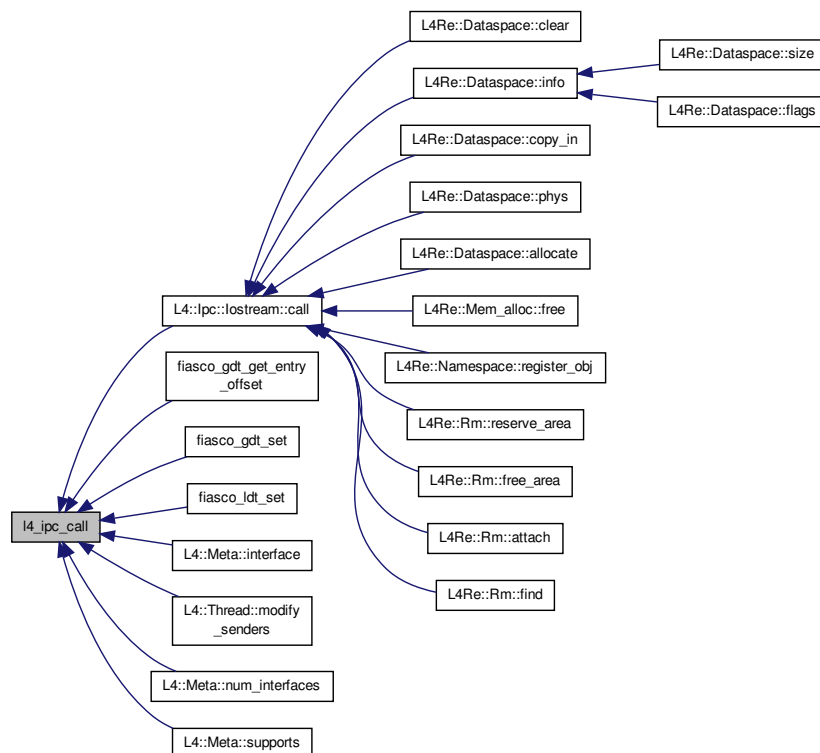 L4Re::Dataspace::clear
L4Re::Dataspace::size
L4Re::Dataspace::info
L4Re::Dataspace::flags
L4Re::Dataspace::copy_in
L4Re::Dataspace::phys
L4Re::Dataspace::allocate
L4::Ipc::Iostream::call
L4Re::Mem_alloc::free
fiasco_gdt_get_entry
_offset
L4Re::Namespace::register_obj
L4Re::Rm::reserve_area
fiasco_gdt_set
L4Re::Rm::free_area
fiasco_ldt_set
l4_ipc_call
L4Re::Rm::attach
L4::Meta::interface
L4Re::Rm::find
L4::Thread::modify
_senders
L4::Meta::num_interfaces
L4::Meta::supports